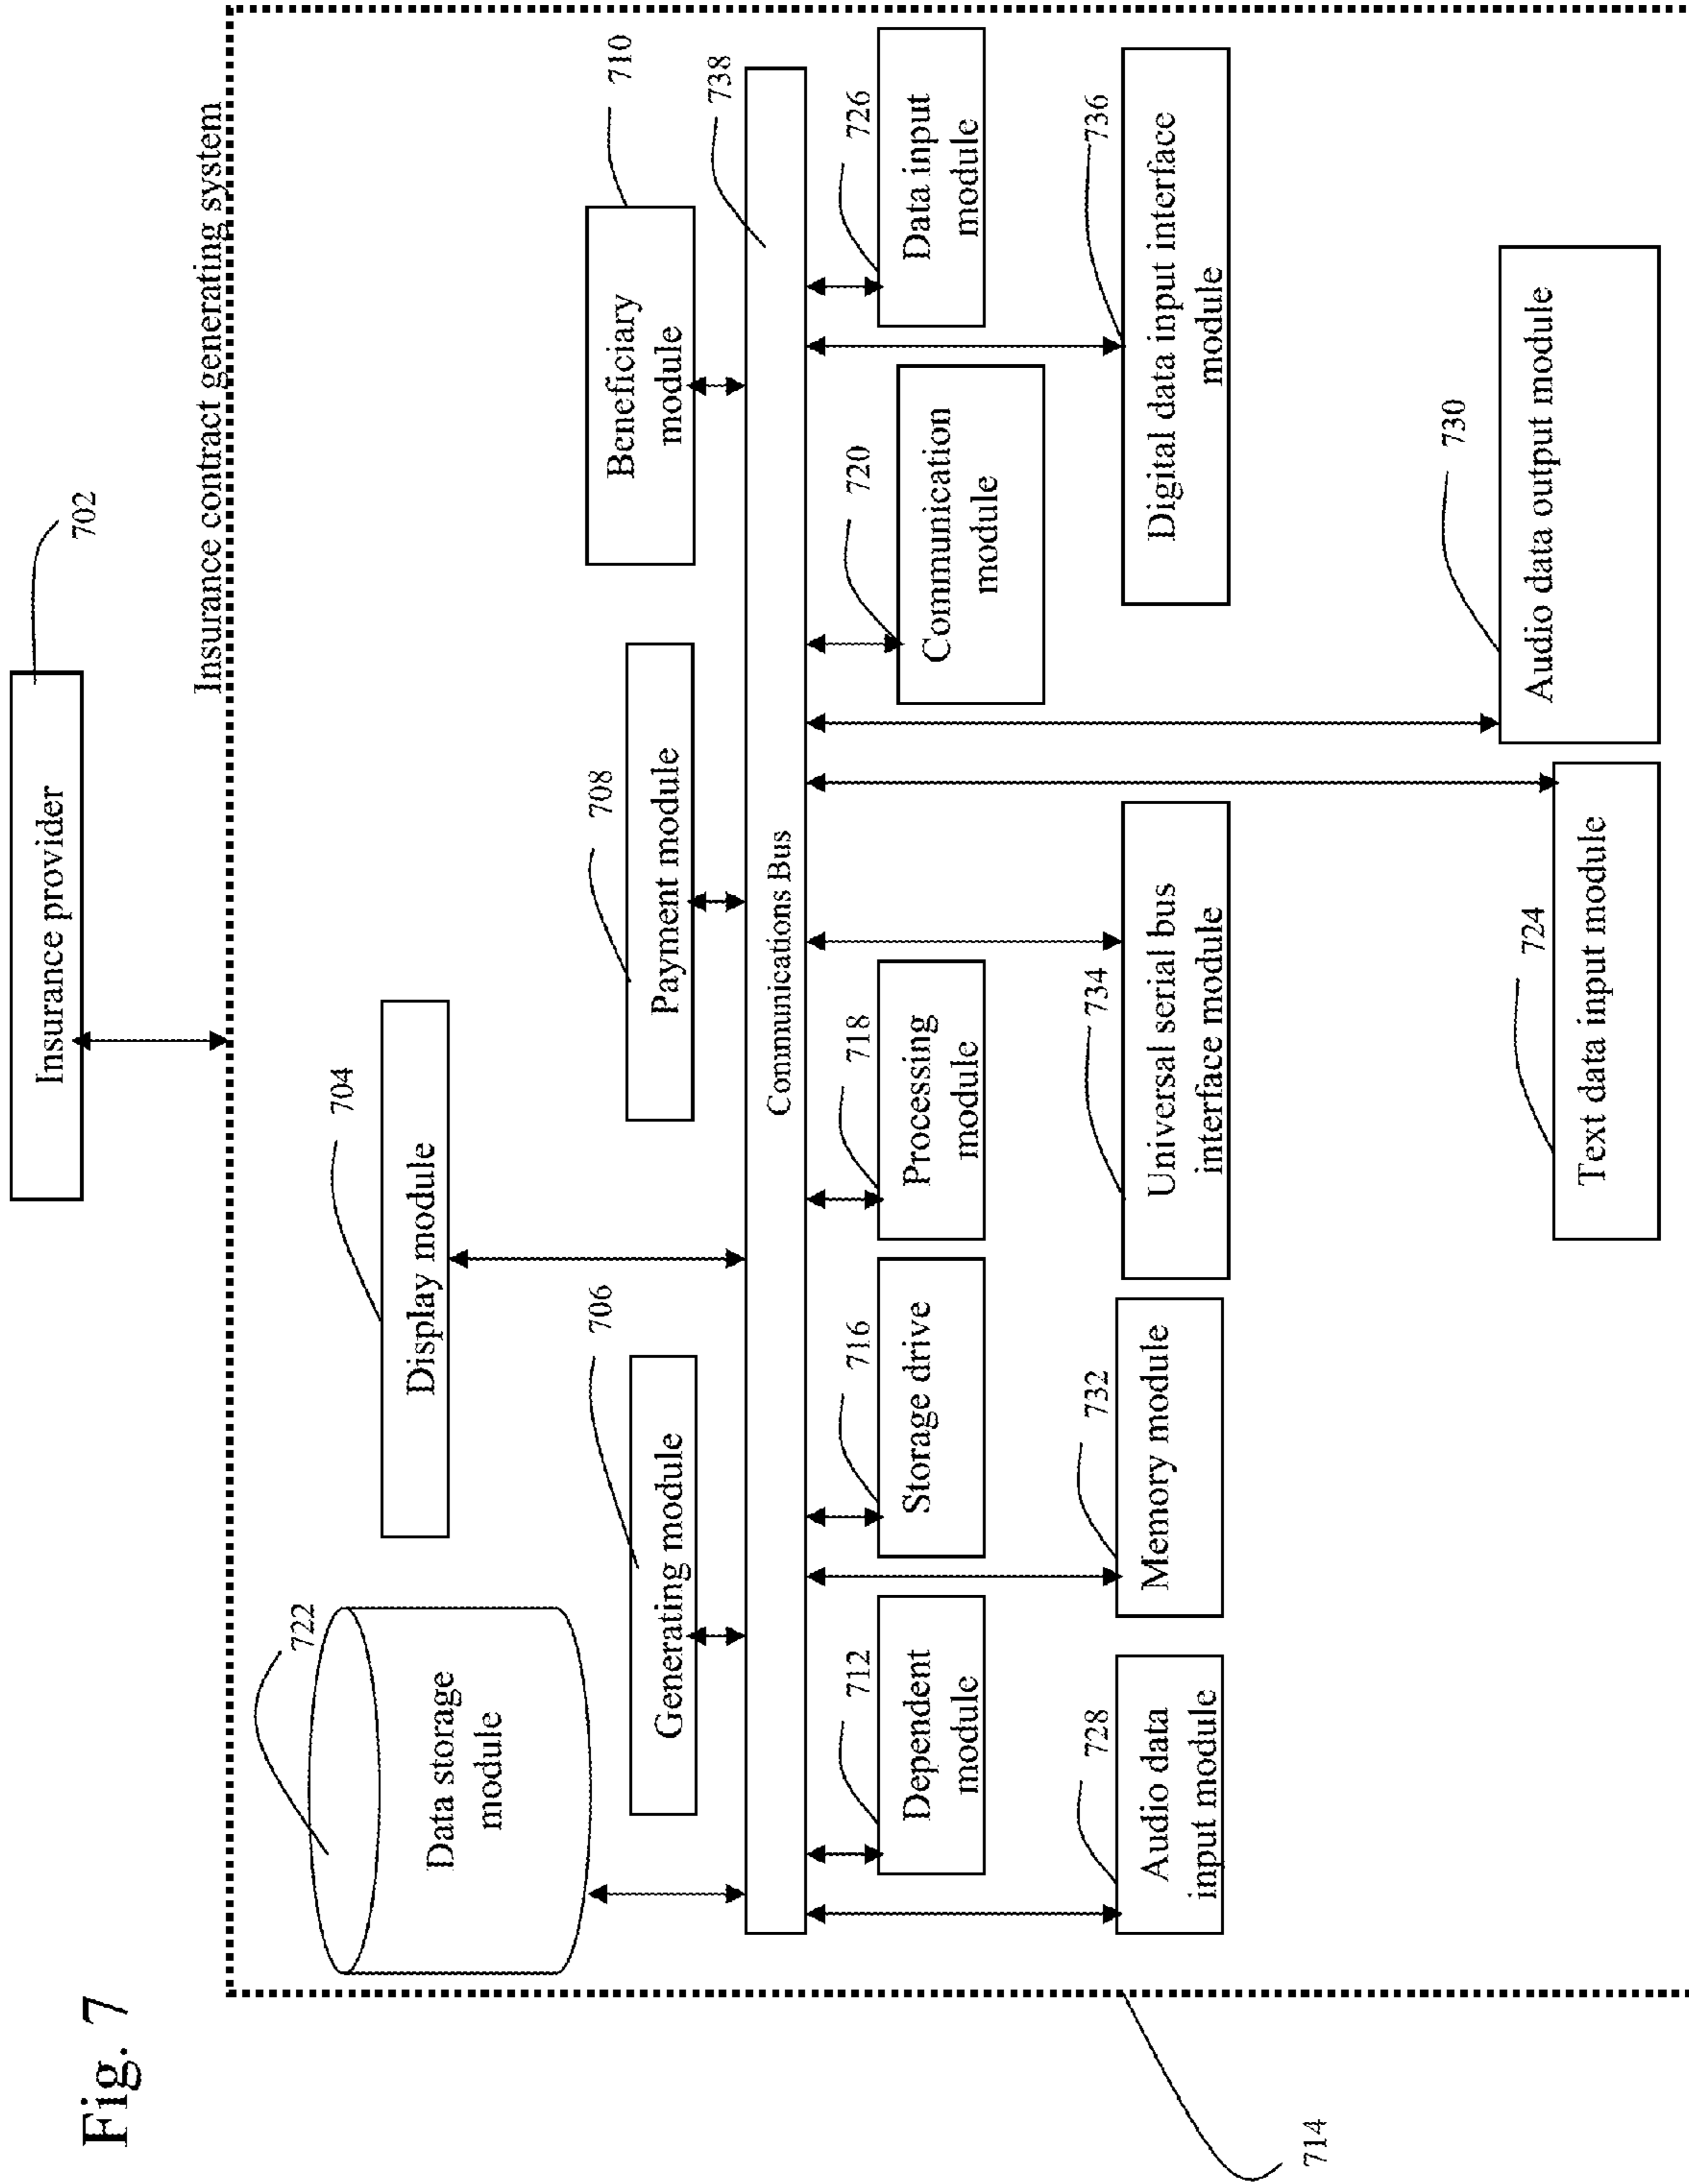 Fig. 7
Insurance provider
702
Insurance contract generating system
722
Data storage
module
704
Display module
706
Generating module
708
Payment module
710
Beneficiary
module
738
Communications Bus
712
Dependent
module
716
Storage drive
718
Processing
module
720
Communication
module
726
Data input
module
728
Audio data
input module
732
Memory module
734
Universal serial bus
interface module
736
Digital data input interface
module
724
Text data input module
730
Audio data output module
714